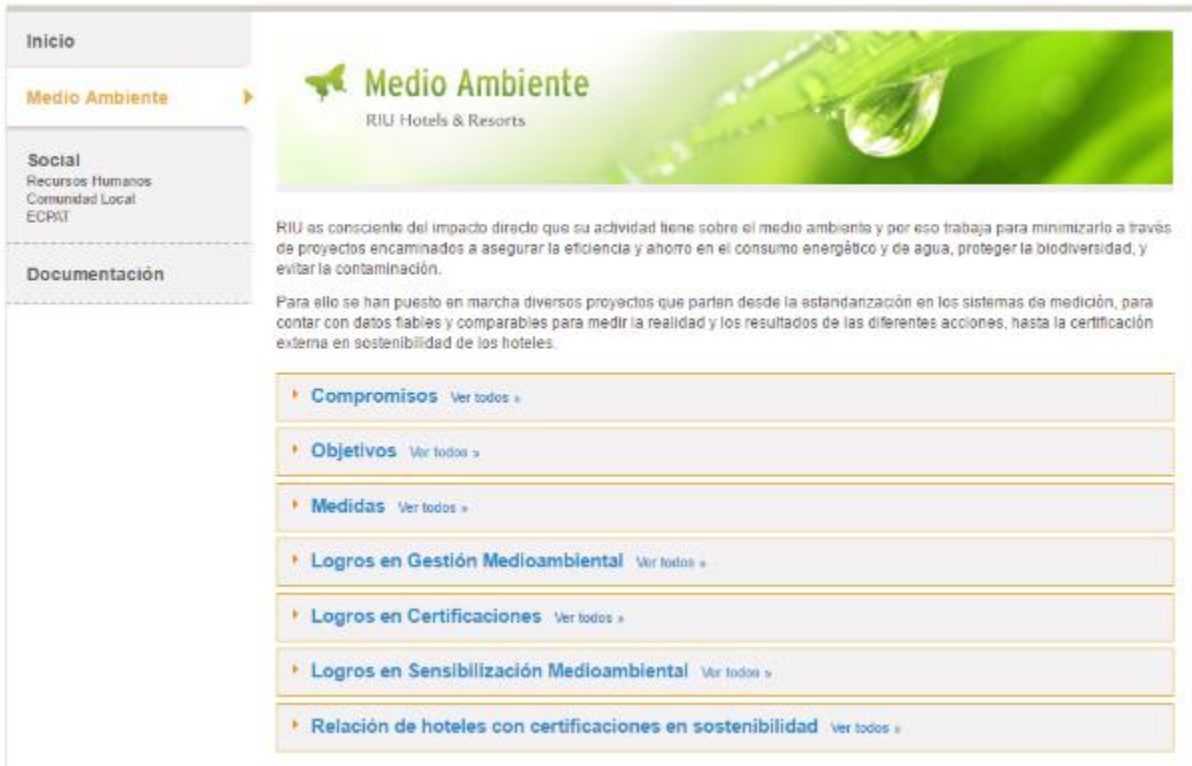 Inicio
Medio Ambiente
Social
Recursos Humanos
Comunidad Local
ECPAT
Documentación
Medio Ambiente
RIU Hotels & Resorts
RIU es consciente del impacto directo que su actividad tiene sobre el medio ambiente y por eso trabaja para minimizarlo a través
de proyectos encaminados a asegurar la eficiencia y ahorro en el consumo energético y de agua, proteger la biodiversidad, y
evitar la contaminación.
Para ello se han puesto en marcha diversos proyectos que parten desde la estandarización en los sistemas de medición, para
contar con datos fiables y comparables para medir la realidad y los resultados de las diferentes acciones, hasta la certificación
externa en sostenibilidad de los hoteles.
Compromisos Ver todos »
Objetivos Ver todos »
Medidas Ver todos »
Logros en Gestión Medioambiental Ver todos »
Logros en Certificaciones Ver todos »
Logros en Sensibilización Medioambiental Ver todos »
Relación de hoteles con certificaciones en sostenibilidad Ver todos »